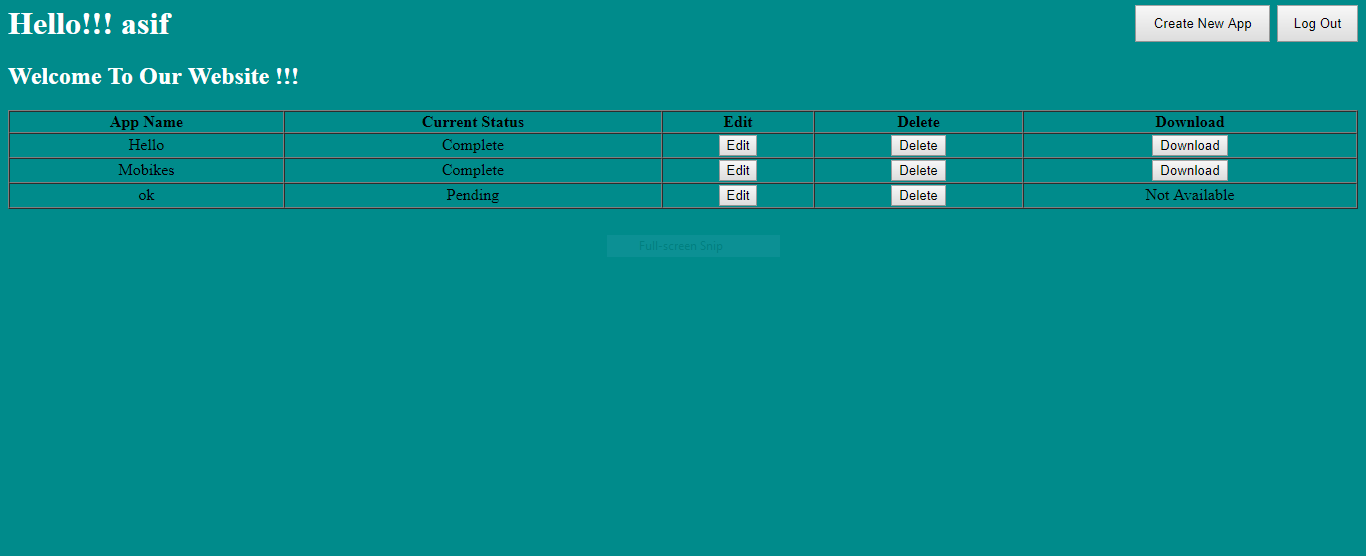 Hello!!! asif
Create New App
Log Out
Welcome To Our Website !!!
App Name Current Status Edit Delete Download
Hello Complete Edit Delete Download
Mobikes Complete Edit Delete Download
ok Pending Edit Delete Not Available
Full-screen Snip